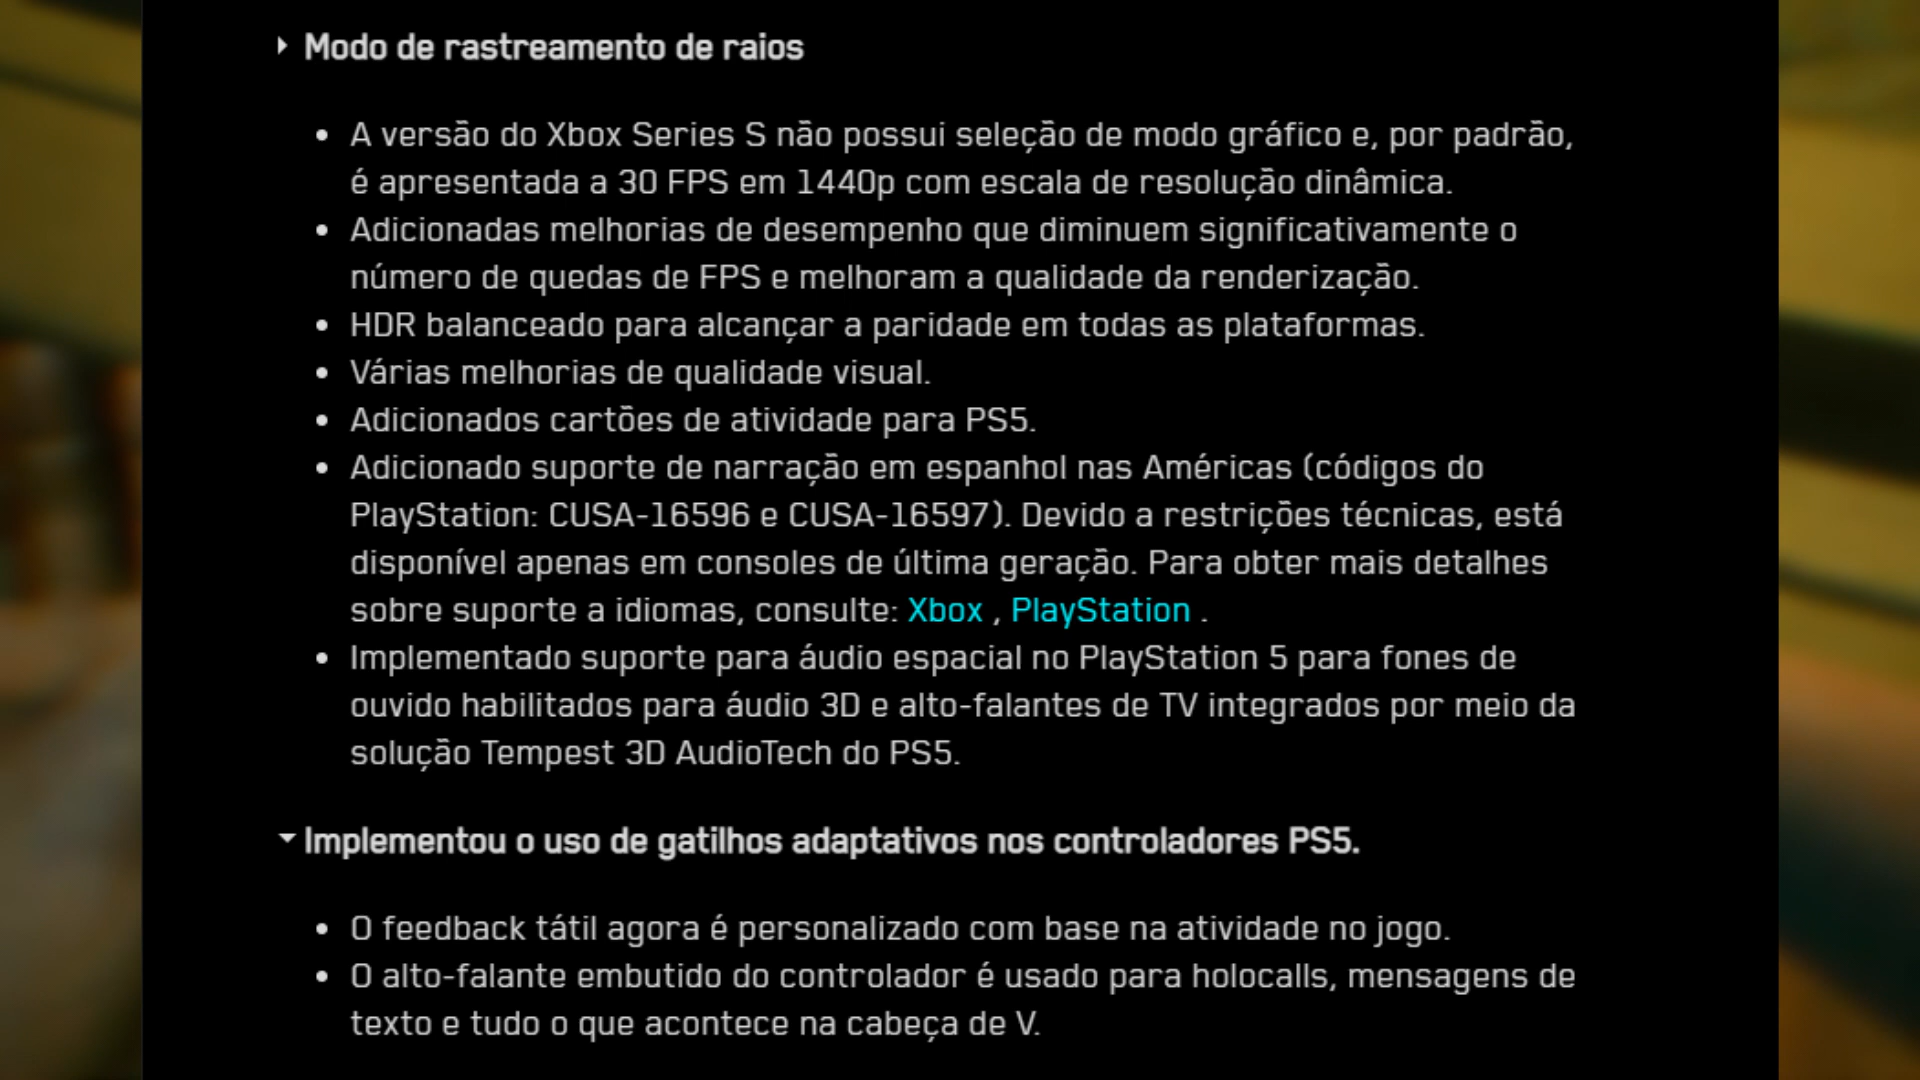 Modo de rastreamento de raios
A versão do Xbox Series S não possui seleção de modo gráfico e, por padrão,
é apresentada a 30 FPS em 1440p com escala de resolução dinâmica.
Adicionadas melhorias de desempenho que diminuem significativamente o
número de quedas de FPS e melhoram a qualidade da renderização.
HDR balanceado para alcançar a paridade em todas as plataformas.
Várias melhorias de qualidade visual.
Adicionados cartões de atividade para PS5.
Adicionado suporte de narração em espanhol nas Américas (códigos do
PlayStation: CUSA-16596 e CUSA-16597). Devido a restrições técnicas, está
disponível apenas em consoles de última geração. Para obter mais detalhes
sobre suporte a idiomas, consulte: Xbox , PlayStation .
Implementado suporte para áudio espacial no PlayStation 5 para fones de
ouvido habilitados para áudio 3D e alto-falantes de TV integrados por meio da
solução Tempest 3D AudioTech do PS5.
Implementou o uso de gatilhos adaptativos nos controladores PS5.
O feedback tátil agora é personalizado com base na atividade no jogo.
O alto-falante embutido do controlador é usado para holocalls, mensagens de
texto e tudo o que acontece na cabeça de V.